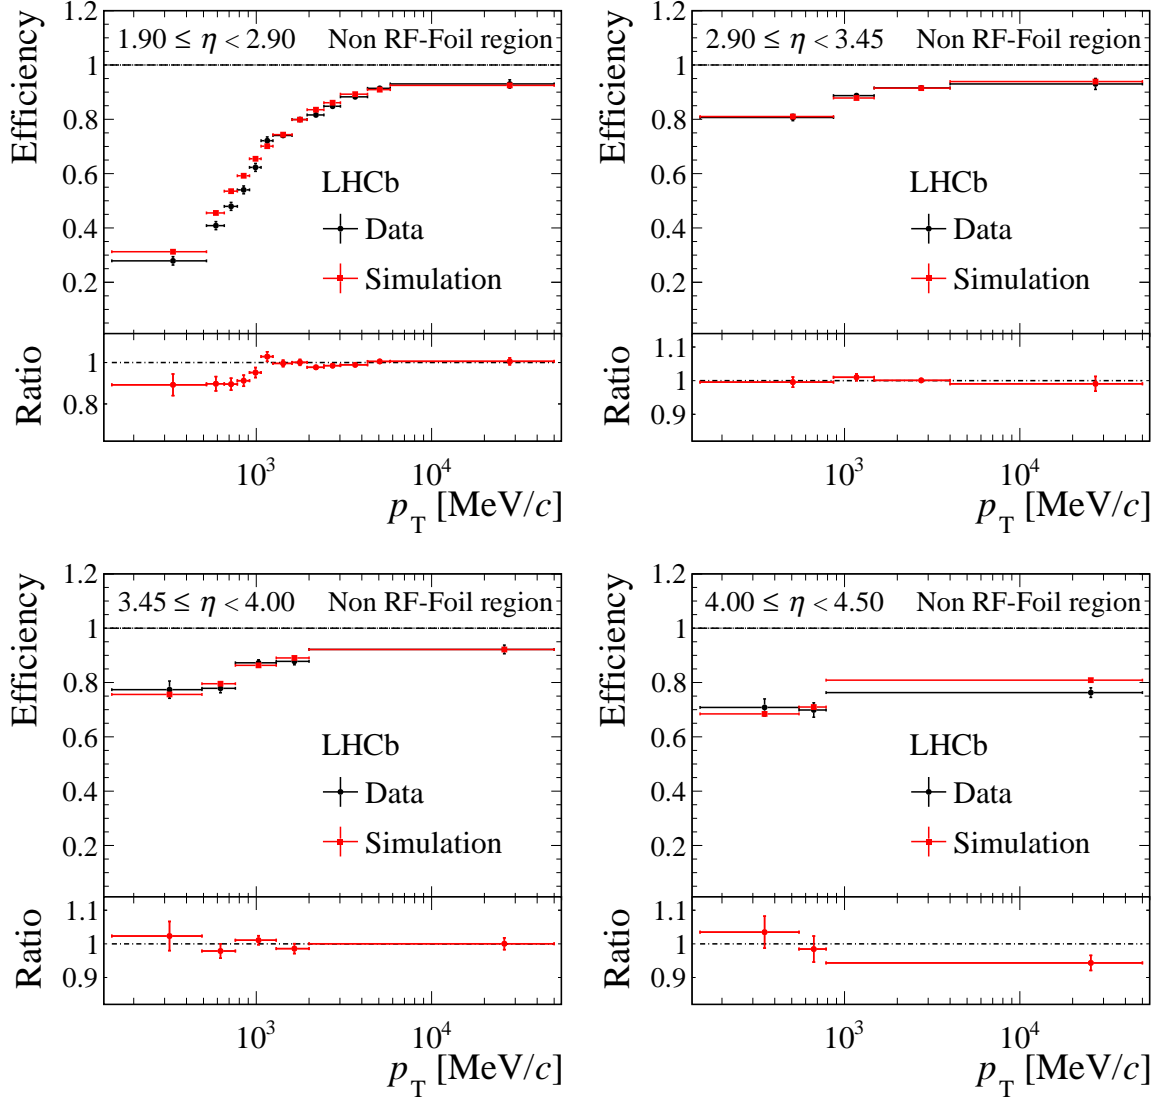 1.90 ≤ η < 2.90 Non RF-Foil region
Efficiency
1.2
1
0.8
0.6
0.4
0.2
LHCb
Data
Simulation
Ratio
1
0.8
10³ 10⁴
p_T [MeV/c]
2.90 ≤ η < 3.45 Non RF-Foil region
Efficiency
1.2
1
0.8
0.6
0.4
0.2
LHCb
Data
Simulation
Ratio
1.1
1.0
0.9
10³ 10⁴
p_T [MeV/c]
3.45 ≤ η < 4.00 Non RF-Foil region
Efficiency
1.2
1
0.8
0.6
0.4
0.2
LHCb
Data
Simulation
Ratio
1.1
1.0
0.9
10³ 10⁴
p_T [MeV/c]
4.00 ≤ η < 4.50 Non RF-Foil region
Efficiency
1.2
1
0.8
0.6
0.4
0.2
LHCb
Data
Simulation
Ratio
1.1
1.0
0.9
10³ 10⁴
p_T [MeV/c]